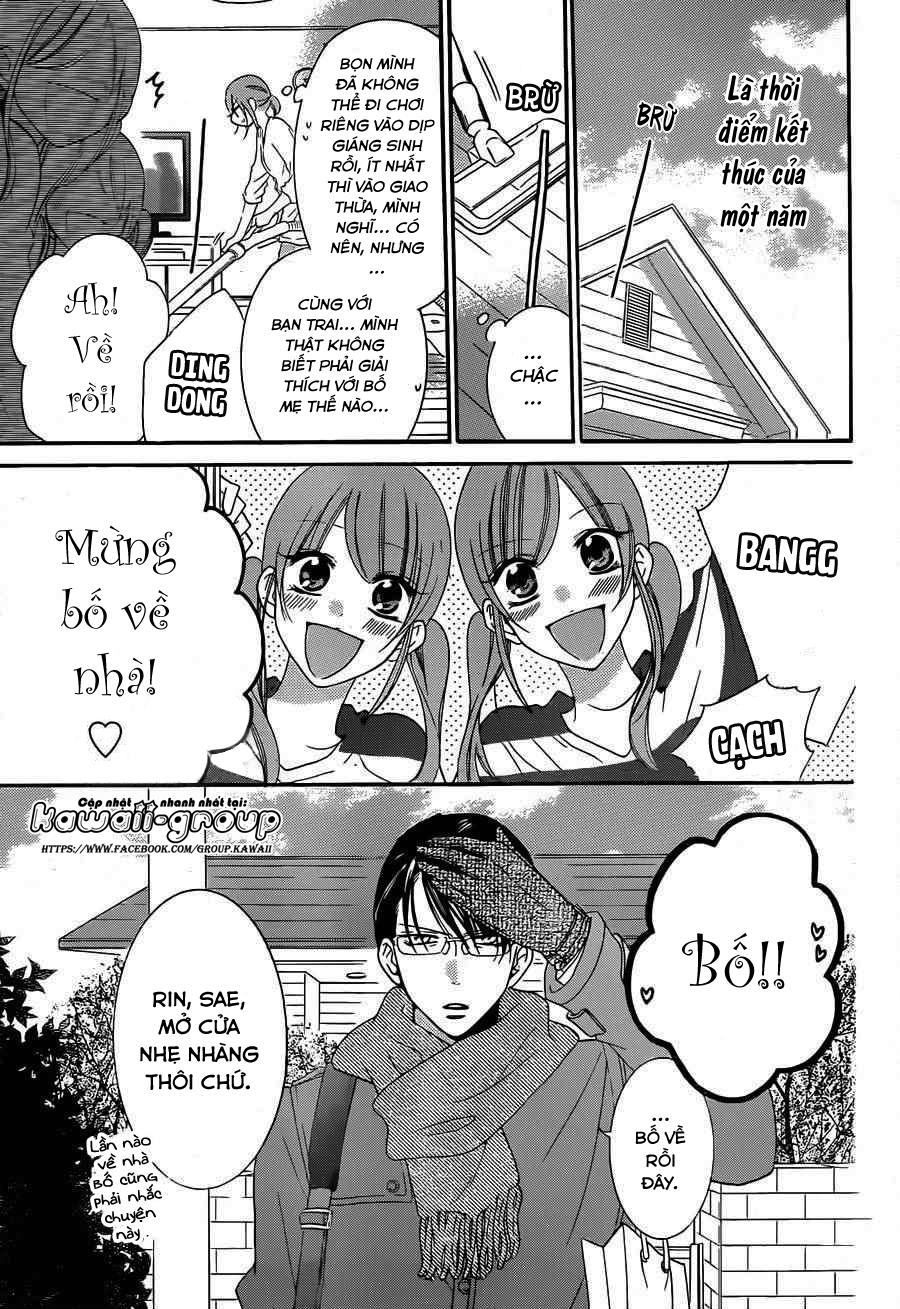 Là thời
điểm kết
thúc của
một năm
BRỪ
BRỪ
...
CHẬC
...
BỌN MÌNH
ĐÃ KHÔNG
THỂ ĐI CHƠI
RIÊNG VÀO DỊP
GIÁNG SINH
RỒI, ÍT NHẤT
THÌ VÀO GIAO
THỪA, MÌNH
NGHĨ... CÓ
NÊN, NHƯNG
...
CÙNG VỚI
BẠN TRAI... MÌNH
THẬT KHÔNG
BIẾT PHẢI GIẢI
THÍCH VỚI BỐ
MẸ THẾ NÀO...
DING
DONG
Ah!
Về
rồi!
BANGG
CẠCH
Mừng
bố về
nhà!
♡
Bố!!
...
BỐ VỀ
RỒI
ĐÂY.
RIN, SAE,
MỞ CỬA
NHẸ NHÀNG
THÔI CHỨ.
Lần nào
về nhà
bố cũng
phải nhắc
chuyện
này
Cập nhật nhanh nhất tại:
kawaii-group
HTTPS://WWW.FACEBOOK.COM/GROUP.KAWAII